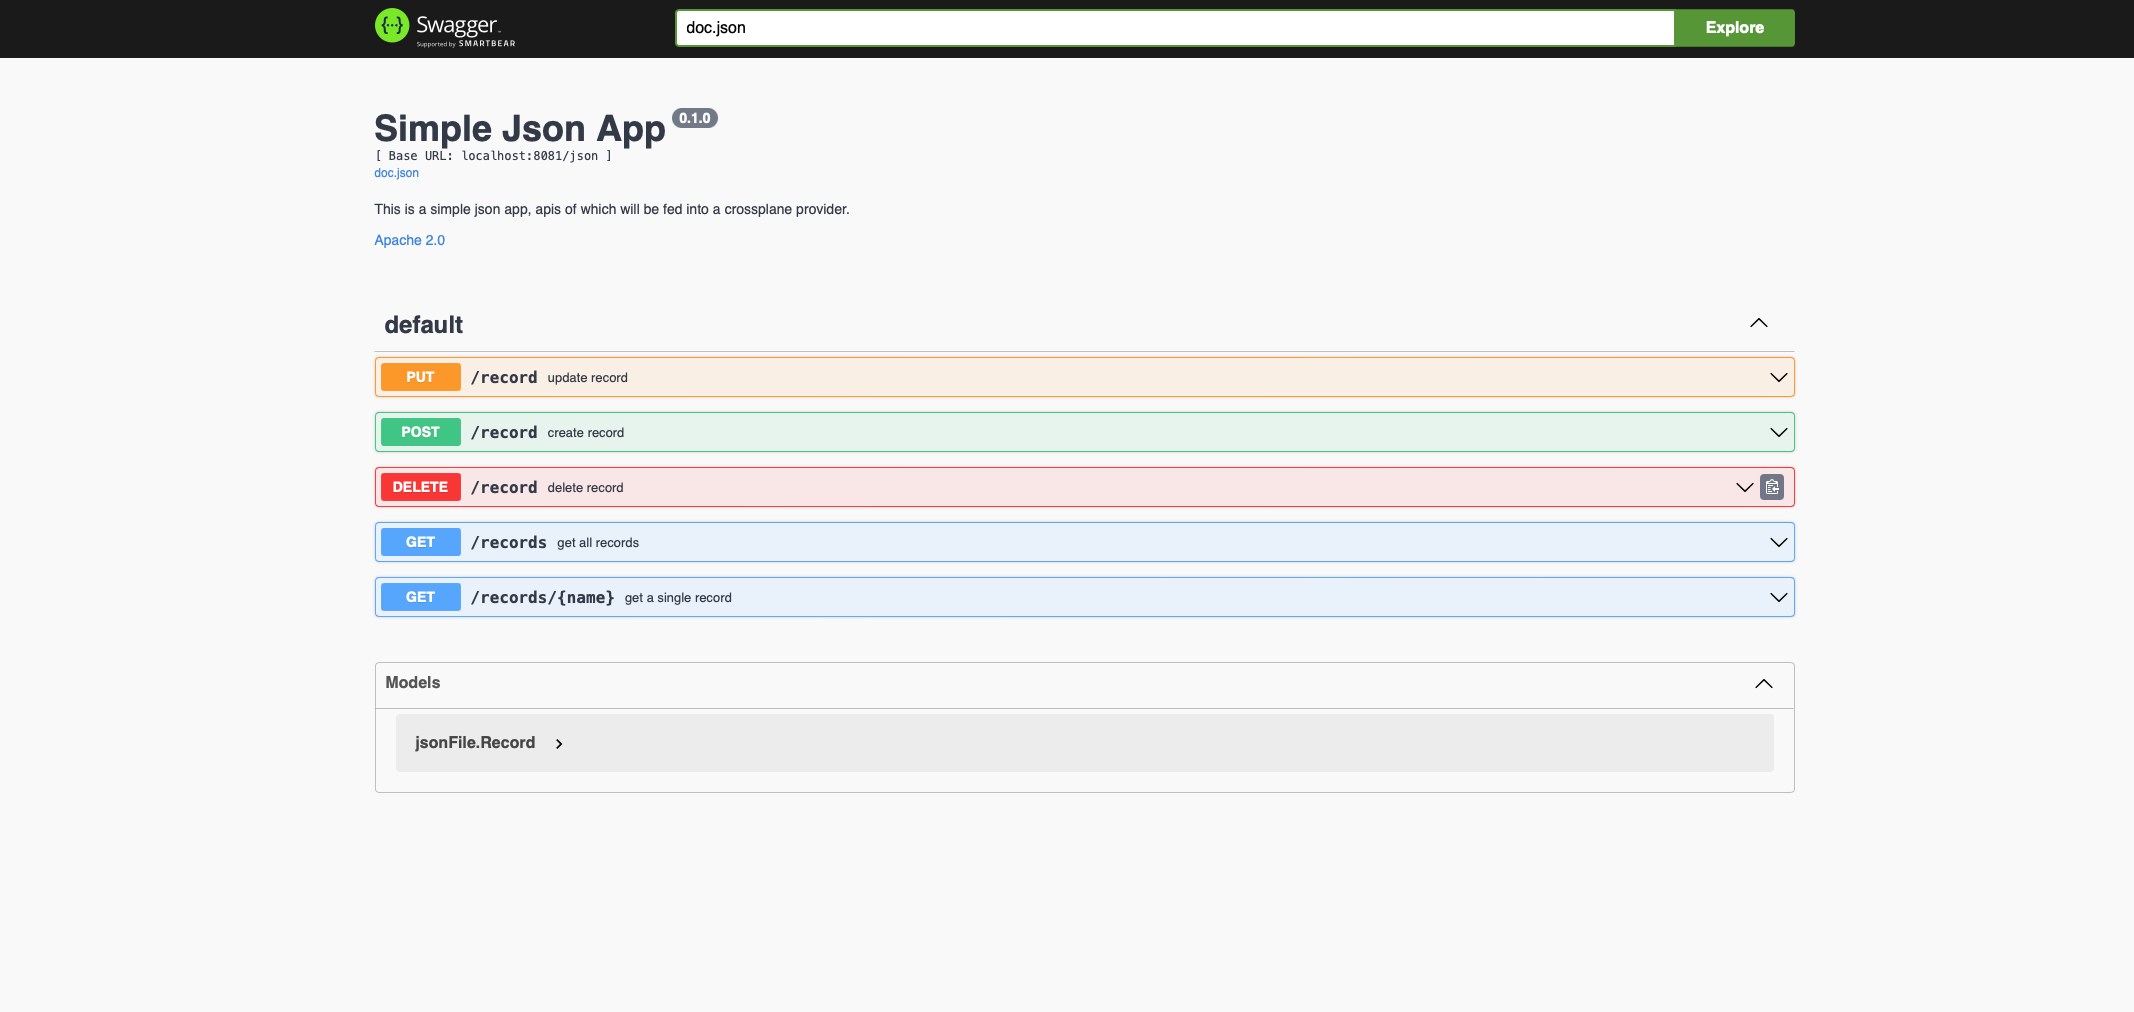 Swagger
Supported by SMARTBEAR
doc.json
Explore
Simple Json App 0.1.0
[ Base URL: localhost:8081/json ]
doc.json
This is a simple json app, apis of which will be fed into a crossplane provider.
Apache 2.0
default
PUT /record update record
POST /record create record
DELETE /record delete record
GET /records get all records
GET /records/{name} get a single record
Models
jsonFile.Record